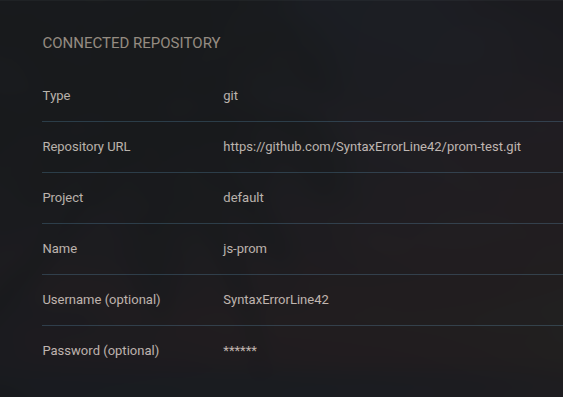 CONNECTED REPOSITORY
Type git
Repository URL https://github.com/SyntaxErrorLine42/prom-test.git
Project default
Name js-prom
Username (optional) SyntaxErrorLine42
Password (optional) ******